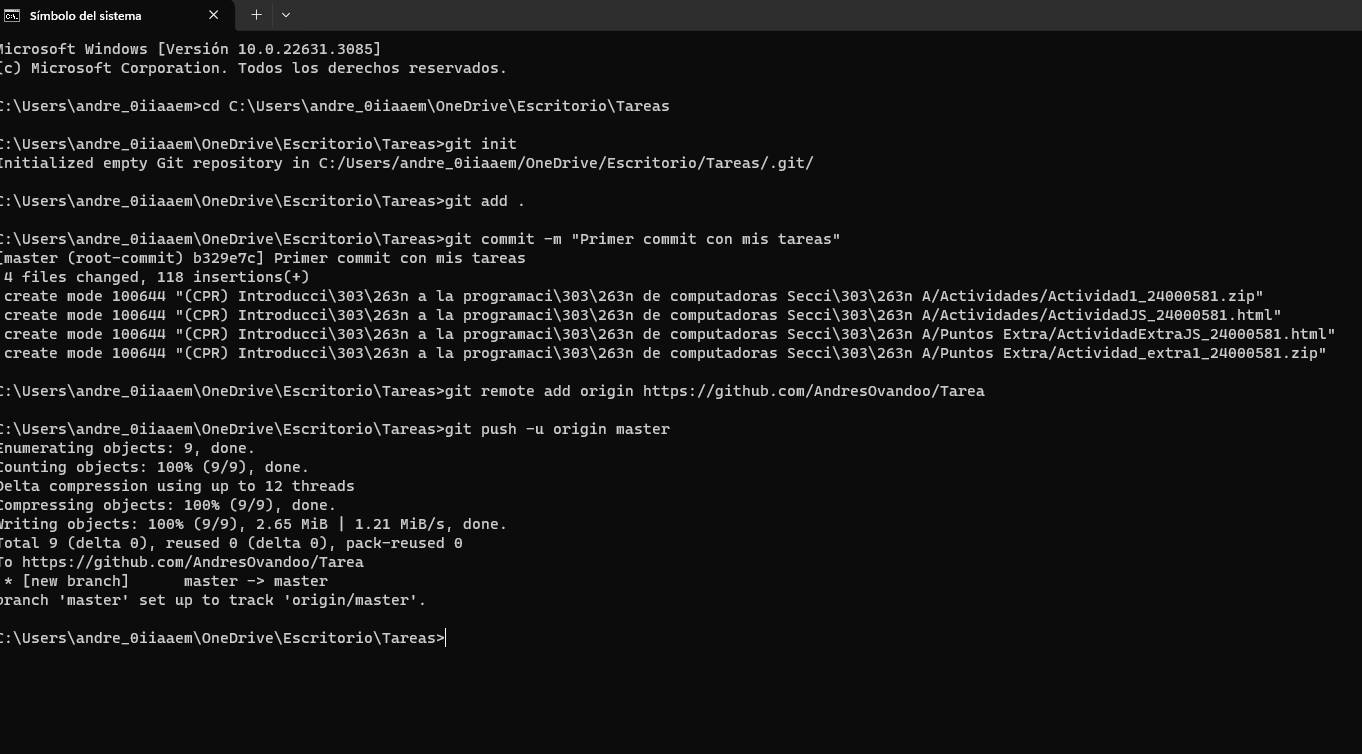 Símbolo del sistema
Microsoft Windows [Versión 10.0.22631.3085]
(c) Microsoft Corporation. Todos los derechos reservados.
C:\Users\andre_0iiaaem>cd C:\Users\andre_0iiaaem\OneDrive\Escritorio\Tareas
C:\Users\andre_0iiaaem\OneDrive\Escritorio\Tareas>git init
Initialized empty Git repository in C:/Users/andre_0iiaaem/OneDrive/Escritorio/Tareas/.git/
C:\Users\andre_0iiaaem\OneDrive\Escritorio\Tareas>git add .
C:\Users\andre_0iiaaem\OneDrive\Escritorio\Tareas>git commit -m "Primer commit con mis tareas"
[master (root-commit) b329e7c] Primer commit con mis tareas
4 files changed, 118 insertions(+)
create mode 100644 "(CPR) Introducci\303\263n a la programaci\303\263n de computadoras Secci\303\263n A/Actividades/Actividad1_24000581.zip"
create mode 100644 "(CPR) Introducci\303\263n a la programaci\303\263n de computadoras Secci\303\263n A/Actividades/ActividadJS_24000581.html"
create mode 100644 "(CPR) Introducci\303\263n a la programaci\303\263n de computadoras Secci\303\263n A/Puntos Extra/ActividadExtraJS_24000581.html"
create mode 100644 "(CPR) Introducci\303\263n a la programaci\303\263n de computadoras Secci\303\263n A/Puntos Extra/Actividad_extra1_24000581.zip"
C:\Users\andre_0iiaaem\OneDrive\Escritorio\Tareas>git remote add origin https://github.com/AndresOvandoo/Tarea
C:\Users\andre_0iiaaem\OneDrive\Escritorio\Tareas>git push -u origin master
Enumerating objects: 9, done.
Counting objects: 100% (9/9), done.
Delta compression using up to 12 threads
Compressing objects: 100% (9/9), done.
Writing objects: 100% (9/9), 2.65 MiB | 1.21 MiB/s, done.
Total 9 (delta 0), reused 0 (delta 0), pack-reused 0
To https://github.com/AndresOvandoo/Tarea
* [new branch]      master -> master
branch 'master' set up to track 'origin/master'.
C:\Users\andre_0iiaaem\OneDrive\Escritorio\Tareas>